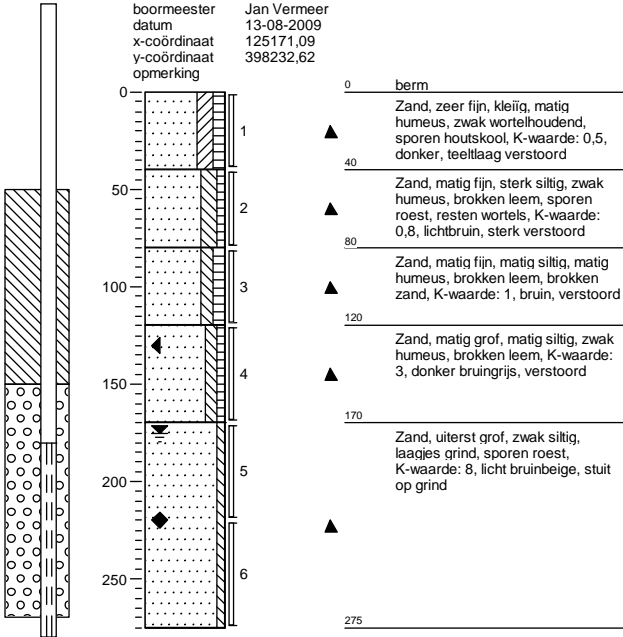 boormeester Jan Vermeer
datum 13-08-2009
x-coördinaat 125171,09
y-coördinaat 398232,62
opmerking
0
50
100
150
200
250
1
2
3
4
5
6
0 berm
Zand, zeer fijn, kleiïg, matig
humeus, zwak wortelhoudend,
sporen houtskool, K-waarde: 0,5,
donker, teeltlaag verstoord
40
Zand, matig fijn, sterk siltig, zwak
humeus, brokken leem, sporen
roest, resten wortels, K-waarde:
0,8, lichtbruin, sterk verstoord
80
Zand, matig fijn, matig siltig, matig
humeus, brokken leem, brokken
zand, K-waarde: 1, bruin, verstoord
120
Zand, matig grof, matig siltig, zwak
humeus, brokken leem, K-waarde:
3, donker bruingrijs, verstoord
170
Zand, uiterst grof, zwak siltig,
laagjes grind, sporen roest,
K-waarde: 8, licht bruinbeige, stuit
op grind
275